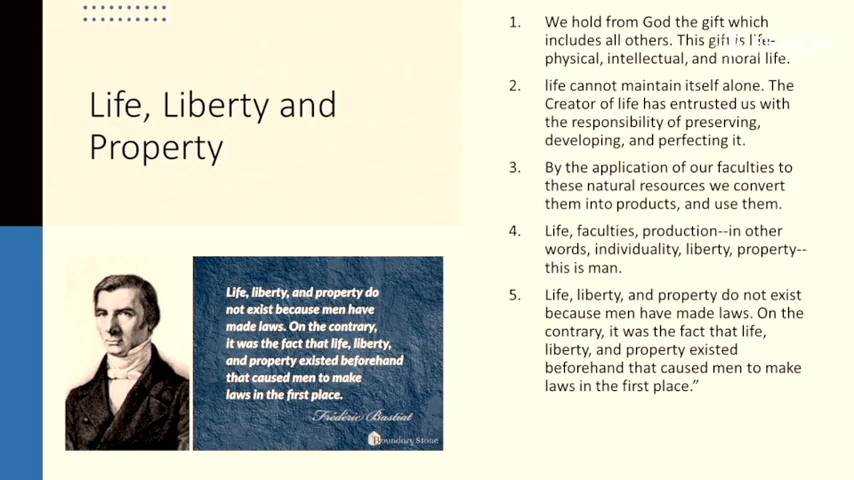 Life, Liberty and
Property
Life, liberty, and property do
not exist because men have
made laws. On the contrary,
it was the fact that life, liberty,
and property existed beforehand
that caused men to make
laws in the first place.
Frédéric Bastiat
Boundary Stone
1. We hold from God the gift which
includes all others. This gift is life--
physical, intellectual, and moral life.
2. life cannot maintain itself alone. The
Creator of life has entrusted us with
the responsibility of preserving,
developing, and perfecting it.
3. By the application of our faculties to
these natural resources we convert
them into products, and use them.
4. Life, faculties, production--in other
words, individuality, liberty, property--
this is man.
5. Life, liberty, and property do not exist
because men have made laws. On the
contrary, it was the fact that life,
liberty, and property existed
beforehand that caused men to make
laws in the first place.”